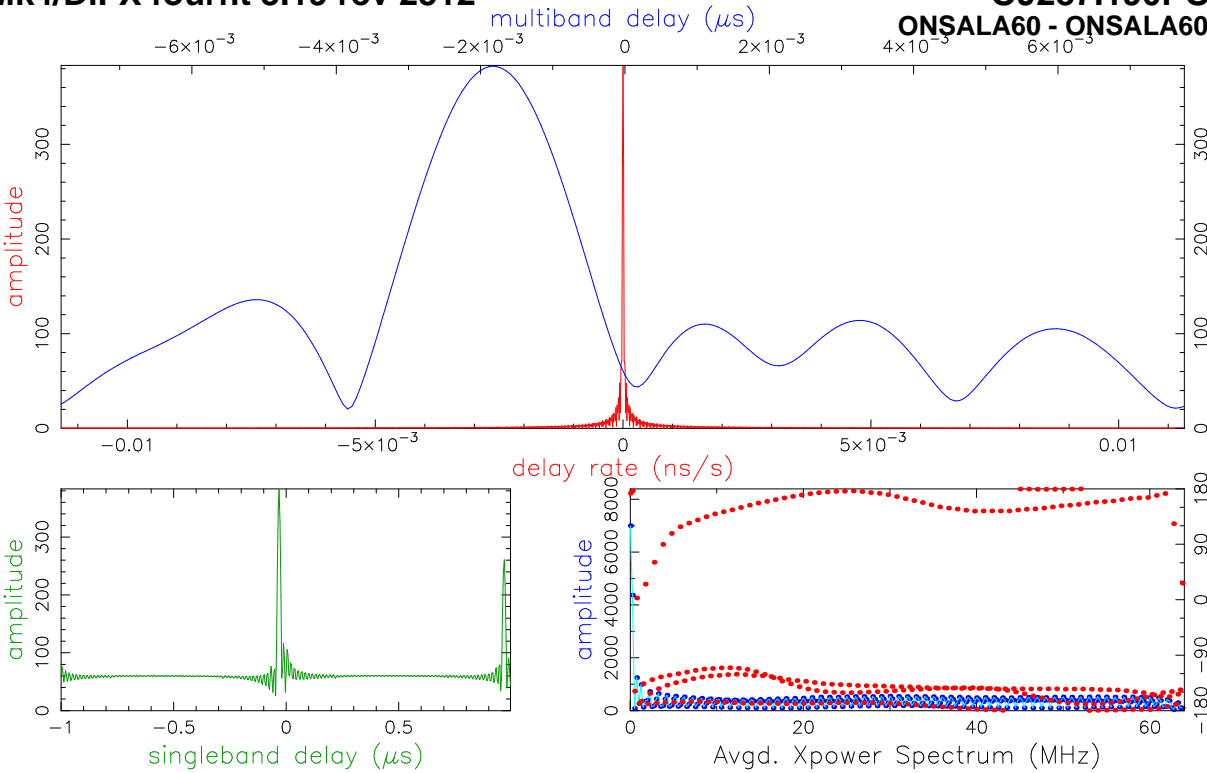 multiband delay (μs)
ONSALA60 - ONSALA60
−6×10⁻³ −4×10⁻³ −2×10⁻³ 0 2×10⁻³ 4×10⁻³ 6×10⁻³
amplitude
0 100 200 300
0 100 200 300
−0.01 −5×10⁻³ 0 5×10⁻³ 0.01
delay rate (ns/s)
amplitude
0 100 200 300
−1 −0.5 0 0.5
singleband delay (μs)
amplitude
0 2000 4000 6000 8000
−180 −90 0 90 180
0 20 40 60
Avgd. Xpower Spectrum (MHz)